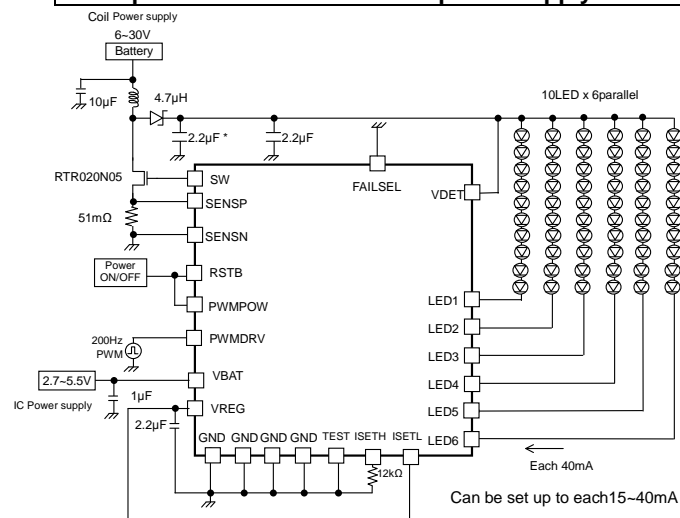 Coil Power supply
6~30V
Battery
10µF
4.7µH
10LED x 6parallel
2.2µF *
2.2µF
RTR020N05
SW
FAILSEL
VDET
SENSP
51mΩ
SENSN
Power
ON/OFF
RSTB
PWMPOW
LED1
LED2
200Hz
PWM
PWMDRV
LED3
2.7~5.5V
VBAT
LED4
IC Power supply
1µF
VREG
LED5
2.2µF
GND GND GND GND TEST ISETH ISETL
LED6
12kΩ
Each 40mA
Can be set up to each15~40mA